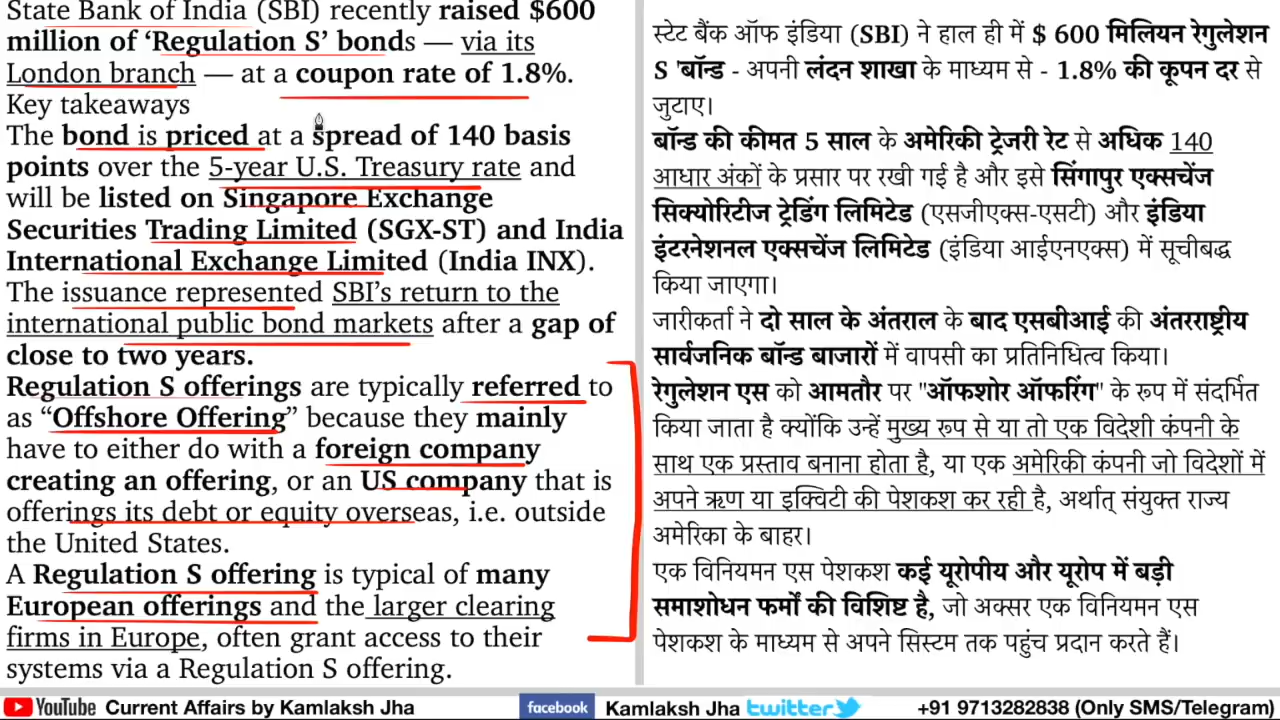 State Bank of India (SBI) recently raised $600
million of ‘Regulation S’ bonds — via its
London branch — at a coupon rate of 1.8%.
Key takeaways
The bond is priced at a spread of 140 basis
points over the 5-year U.S. Treasury rate and
will be listed on Singapore Exchange
Securities Trading Limited (SGX-ST) and India
International Exchange Limited (India INX).
The issuance represented SBI’s return to the
international public bond markets after a gap of
close to two years.
Regulation S offerings are typically referred to
as “Offshore Offering” because they mainly
have to either do with a foreign company
creating an offering, or an US company that is
offerings its debt or equity overseas, i.e. outside
the United States.
A Regulation S offering is typical of many
European offerings and the larger clearing
firms in Europe, often grant access to their
systems via a Regulation S offering.
स्टेट बैंक ऑफ इंडिया (SBI) ने हाल ही में $ 600 मिलियन रेगुलेशन
S 'बॉन्ड - अपनी लंदन शाखा के माध्यम से - 1.8% की कूपन दर से
जुटाए।
बॉन्ड की कीमत 5 साल के अमेरिकी ट्रेजरी रेट से अधिक 140
आधार अंकों के प्रसार पर रखी गई है और इसे सिंगापुर एक्सचेंज
सिक्योरिटीज ट्रेडिंग लिमिटेड (एसजीएक्स-एसटी) और इंडिया
इंटरनेशनल एक्सचेंज लिमिटेड (इंडिया आईएनएक्स) में सूचीबद्ध
किया जाएगा।
जारीकर्ता ने दो साल के अंतराल के बाद एसबीआई की अंतरराष्ट्रीय
सार्वजनिक बॉन्ड बाजारों में वापसी का प्रतिनिधित्व किया।
रेगुलेशन एस को आमतौर पर "ऑफशोर ऑफरिंग" के रूप में संदर्भित
किया जाता है क्योंकि उन्हें मुख्य रूप से या तो एक विदेशी कंपनी के
साथ एक प्रस्ताव बनाना होता है, या एक अमेरिकी कंपनी जो विदेशों में
अपने ऋण या इक्विटी की पेशकश कर रही है, अर्थात् संयुक्त राज्य
अमेरिका के बाहर।
एक विनियमन एस पेशकश कई यूरोपीय और यूरोप में बड़ी
समाशोधन फर्मों की विशिष्ट है, जो अक्सर एक विनियमन एस
पेशकश के माध्यम से अपने सिस्टम तक पहुंच प्रदान करते हैं।
YouTube Current Affairs by Kamlaksh Jha facebook Kamlaksh Jha twitter +91 9713282838 (Only SMS/Telegram)